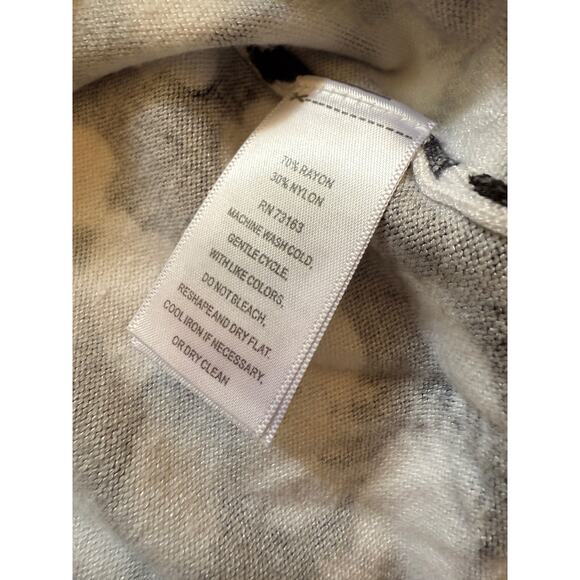 70% RAYON
30% NYLON
RN 73163
MACHINE WASH COLD,
GENTLE CYCLE,
WITH LIKE COLORS,
DO NOT BLEACH,
RESHAPE AND DRY FLAT.
COOL IRON IF NECESSARY,
OR DRY CLEAN